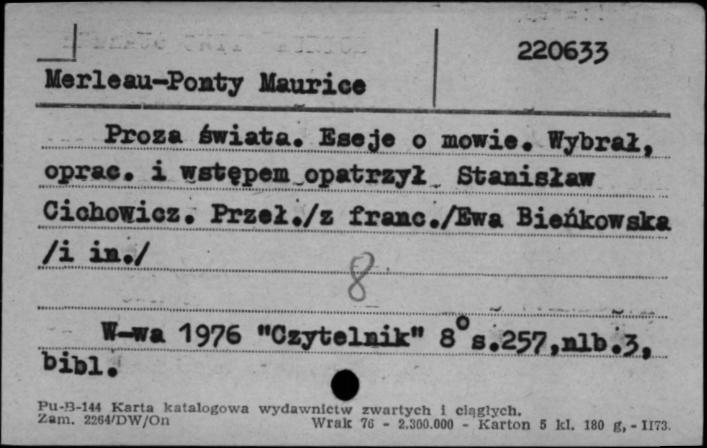 220633
Merleau-Ponty Maurice
Proza świata. Eseje o mowie. Wybrał,
oprac. i wstępem opatrzył Stanisław
Cichowicz. Przeł./z franc./Ewa Bieńkowska
/i in./
8
W-wa 1976 "Czytelnik" 8° s.257,nlb.3,
bibl.
Pu-B-144 Karta katalogowa wydawnictw zwartych i ciągłych.
Zam. 2264/DW/On Wrak 76 - 2.300.000 - Karton 5 kl. 180 g, - II73.